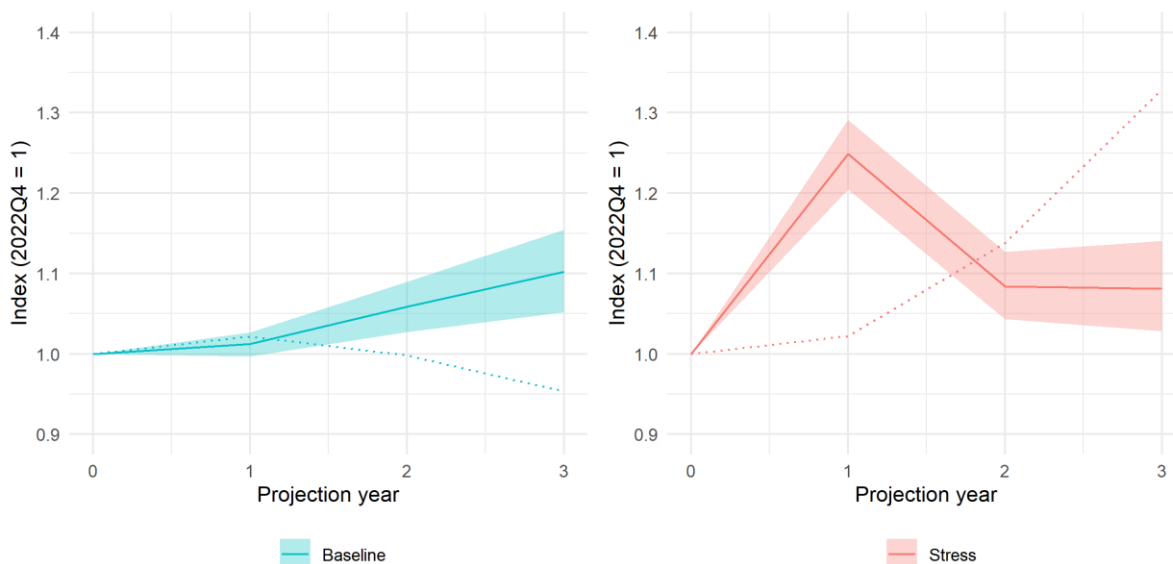 Index (2022Q4 = 1)
1.4
1.3
1.2
1.1
1.0
0.9
0 1 2 3
Projection year
Baseline
Index (2022Q4 = 1)
1.4
1.3
1.2
1.1
1.0
0.9
0 1 2 3
Projection year
Stress